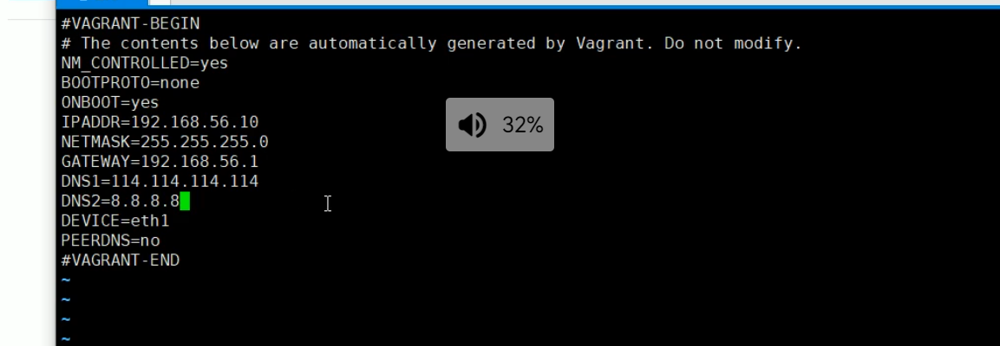 #VAGRANT-BEGIN
# The contents below are automatically generated by Vagrant. Do not modify.
NM_CONTROLLED=yes
BOOTPROTO=none
ONBOOT=yes
IPADDR=192.168.56.10
32%
NETMASK=255.255.255.0
GATEWAY=192.168.56.1
DNS1=114.114.114.114
DNS2=8.8.8.8
DEVICE=eth1
PEERDNS=no
#VAGRANT-END
~
~
~
~